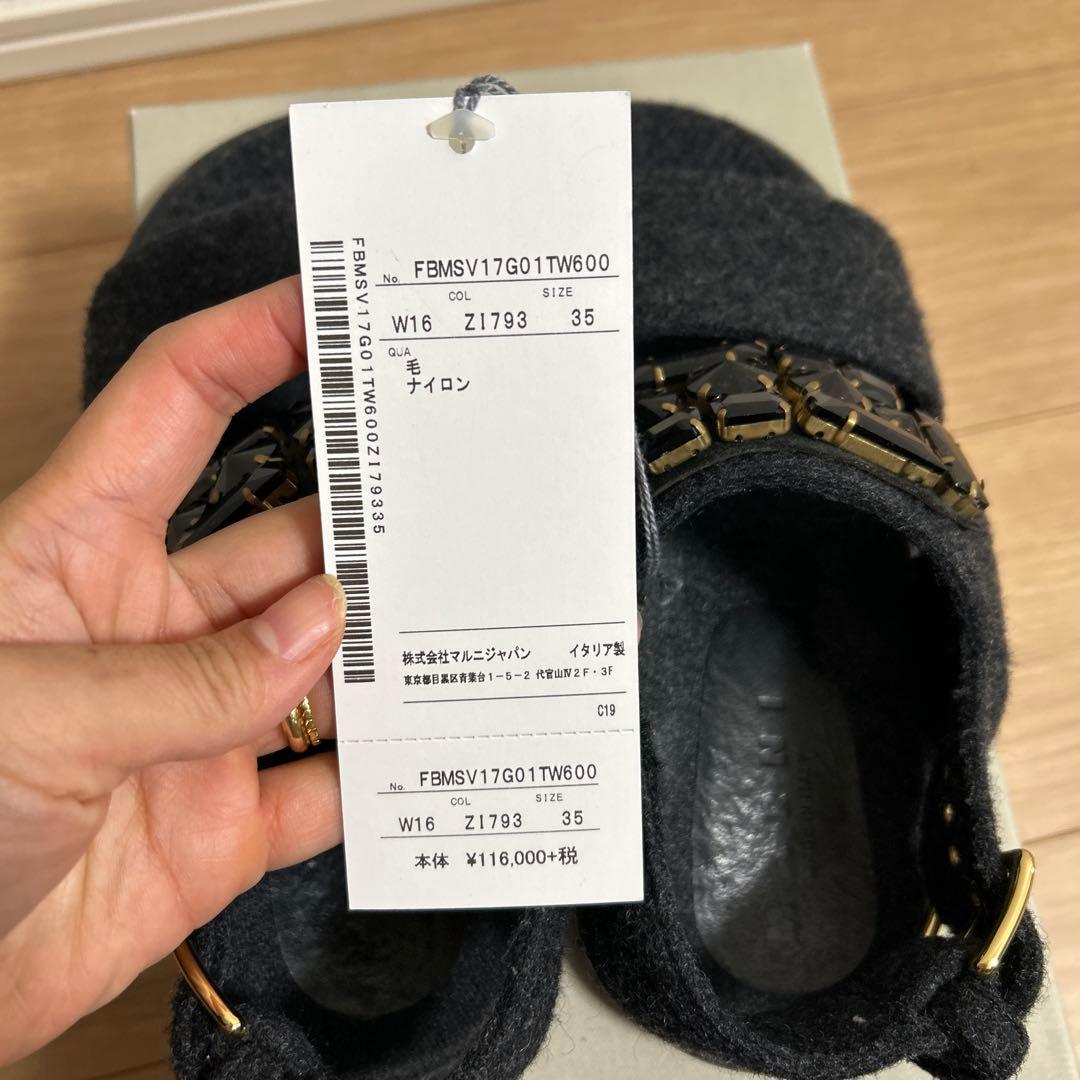 No. FBMSV17G01TW600
COL SIZE
W16 ZI793 35
QUA
毛
ナイロン
FBMSV17G01TW600ZI79335
株式会社マルニジャパン イタリア製
東京都目黒区青葉台1-5-2 代官山Ⅳ2F・3F
C19
No. FBMSV17G01TW600
COL SIZE
W16 ZI793 35
本体 ¥116,000+税